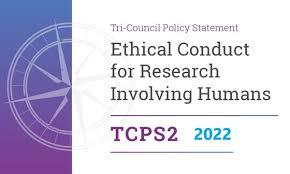 Tri-Council Policy Statement
Ethical Conduct
for Research
Involving Humans
TCPS2 2022